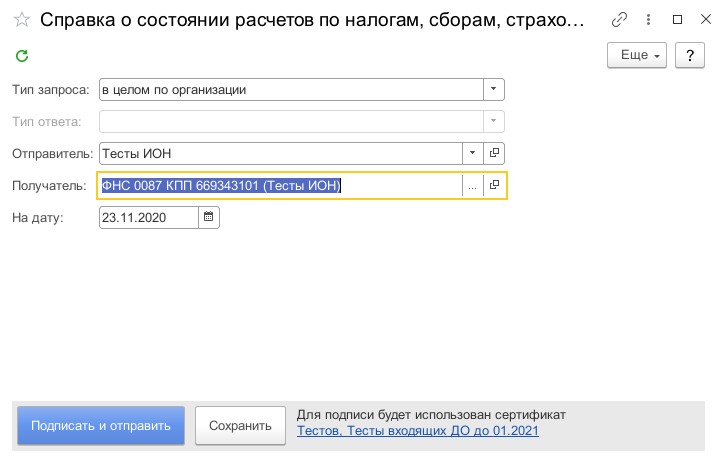 Справка о состоянии расчетов по налогам, сборам, страхо...
Еще
?
Тип запроса: в целом по организации
Тип ответа:
Отправитель: Тесты ИОН
Получатель: ФНС 0087 КПП 669343101 (Тесты ИОН) ...
На дату: 23.11.2020
Подписать и отправить
Сохранить
Для подписи будет использован сертификат
Тестов, Тесты входящих ДО до 01.2021